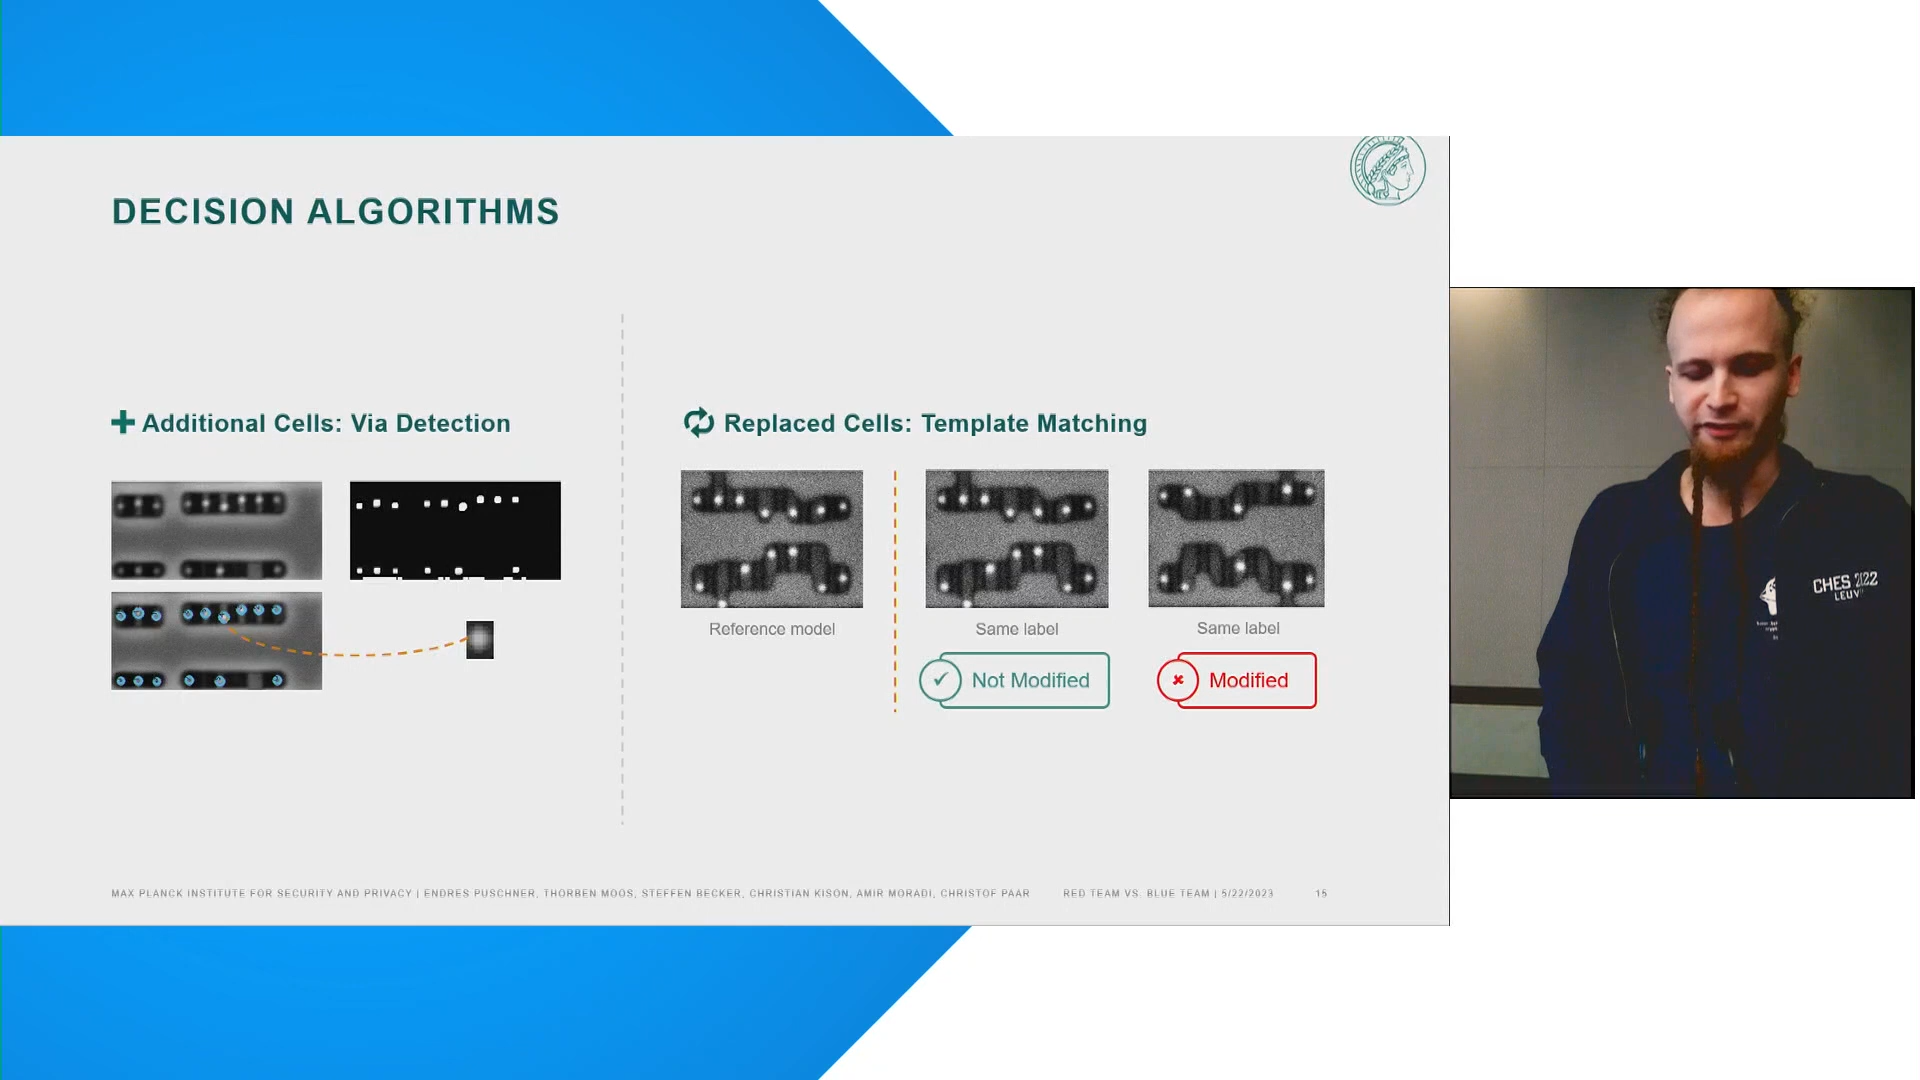 DECISION ALGORITHMS
Additional Cells: Via Detection
Replaced Cells: Template Matching
Reference model
Same label
Same label
Not Modified
Modified
CHES 2022
LEUV
MAX PLANCK INSTITUTE FOR SECURITY AND PRIVACY | ENDRES PUSCHNER, THORBEN MOOS, STEFFEN BECKER, CHRISTIAN KISON, AMIR MORADI, CHRISTOF PAAR
RED TEAM VS. BLUE TEAM | 5/22/2023
15